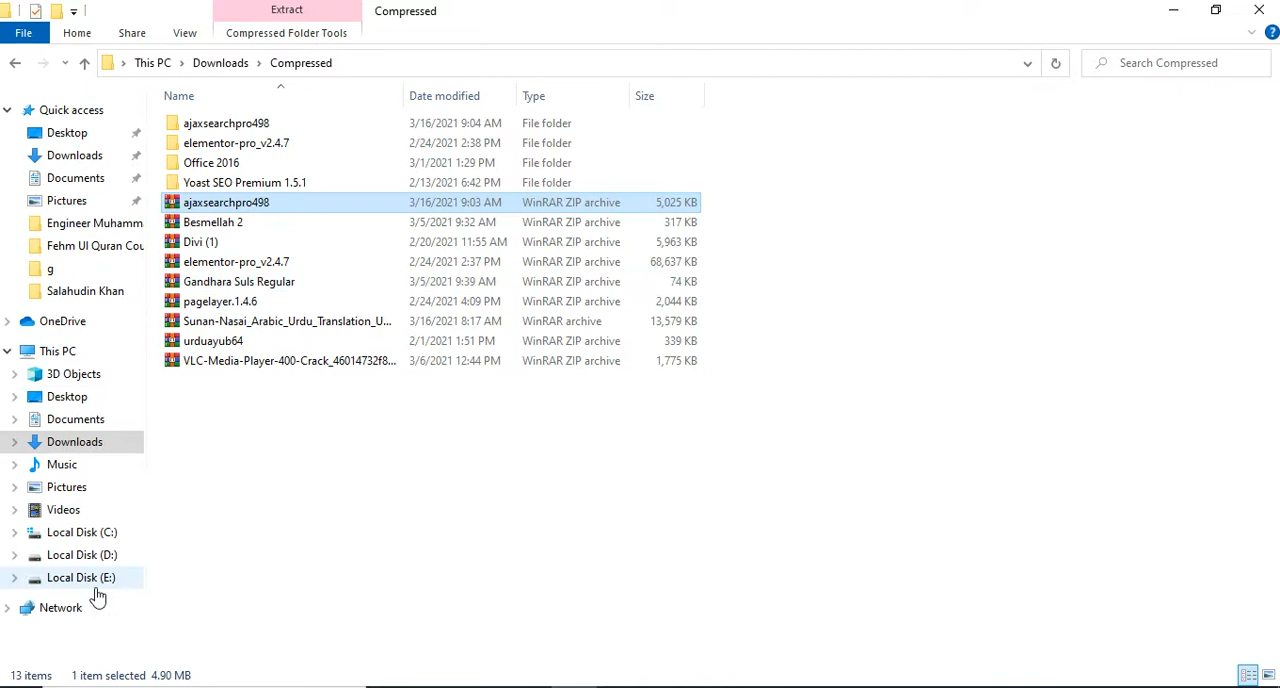 Extract
Compressed
File
Home
Share
View
Compressed Folder Tools
This PC > Downloads > Compressed
Search Compressed
Name
Date modified
Type
Size
Quick access
Desktop
Downloads
Documents
Pictures
Engineer Muhamm
Fehm Ul Quran Cou
g
Salahudin Khan
OneDrive
This PC
3D Objects
Desktop
Documents
Downloads
Music
Pictures
Videos
Local Disk (C:)
Local Disk (D:)
Local Disk (E:)
Network
ajaxsearchpro498 3/16/2021 9:04 AM File folder
elementor-pro_v2.4.7 2/24/2021 2:38 PM File folder
Office 2016 3/1/2021 1:29 PM File folder
Yoast SEO Premium 1.5.1 2/13/2021 6:42 PM File folder
ajaxsearchpro498 3/16/2021 9:03 AM WinRAR ZIP archive 5,025 KB
Besmellah 2 3/5/2021 9:32 AM WinRAR ZIP archive 317 KB
Divi (1) 2/20/2021 11:55 AM WinRAR ZIP archive 5,963 KB
elementor-pro_v2.4.7 2/24/2021 2:37 PM WinRAR ZIP archive 68,637 KB
Gandhara Suls Regular 3/5/2021 9:39 AM WinRAR ZIP archive 74 KB
pagelayer.1.4.6 2/24/2021 4:09 PM WinRAR ZIP archive 2,044 KB
Sunan-Nasai_Arabic_Urdu_Translation_U... 3/16/2021 8:17 AM WinRAR archive 13,579 KB
urduayub64 2/1/2021 1:51 PM WinRAR ZIP archive 339 KB
VLC-Media-Player-400-Crack_46014732f8... 3/6/2021 12:44 PM WinRAR ZIP archive 1,775 KB
13 items 1 item selected 4.90 MB